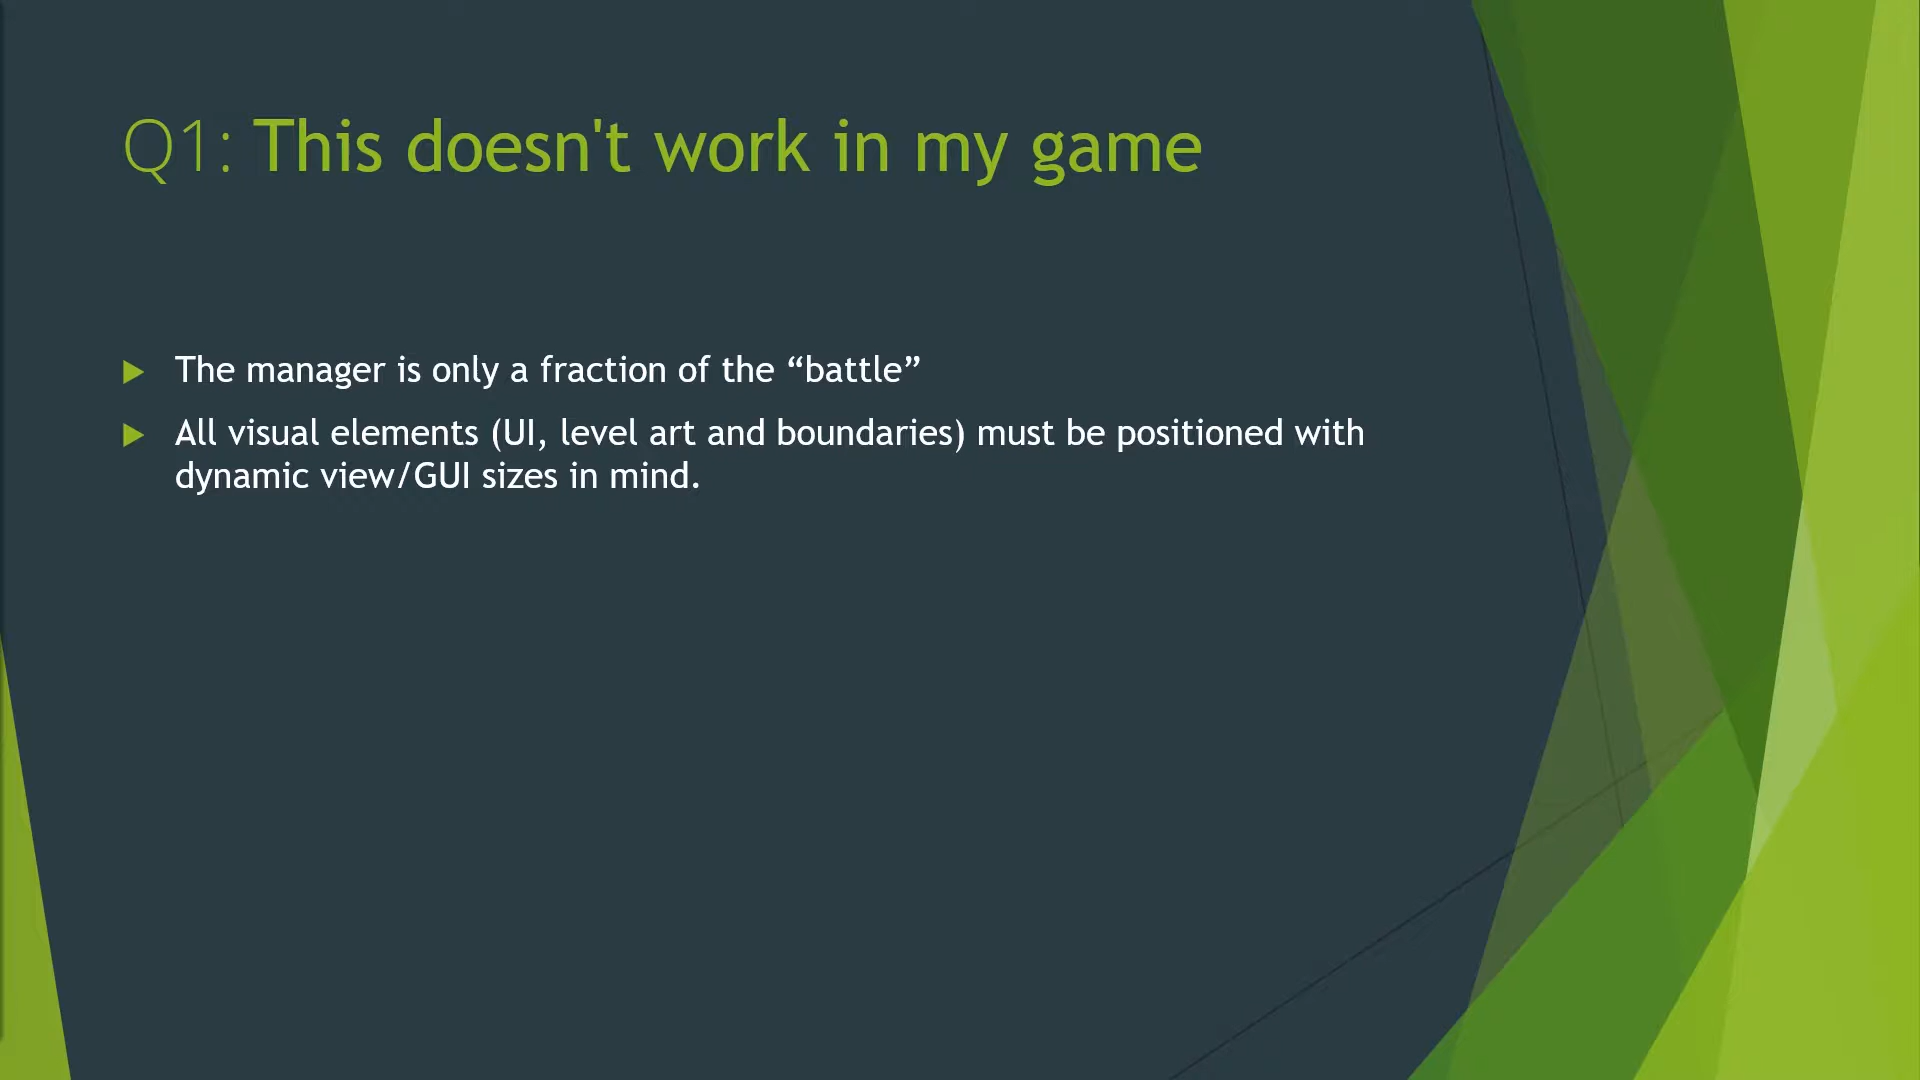 Q1: This doesn't work in my game
The manager is only a fraction of the “battle”
All visual elements (UI, level art and boundaries) must be positioned with
dynamic view/GUI sizes in mind.